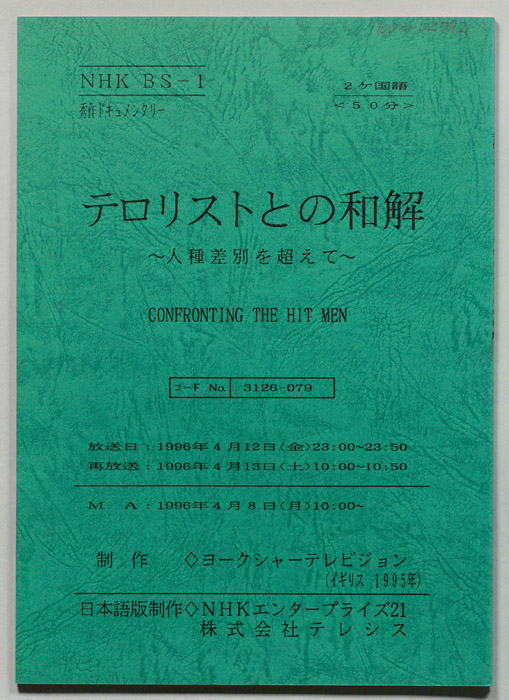 NHK BS-1
秀作ドキュメンタリー
2ケ国語
<50分>
テロリストとの和解
~人種差別を超えて~
CONFRONTING THE HIT MEN
コードNo. 3126-079
放送日:1996年4月12日(金)23:00~23:50
再放送:1996年4月13日(土)10:00~10:50
M A:1996年4月8日(月)10:00~
制作 ◇ヨークシャーテレビジョン
(イギリス 1995年)
日本語版制作◇NHKエンタープライズ21
株式会社テレシス